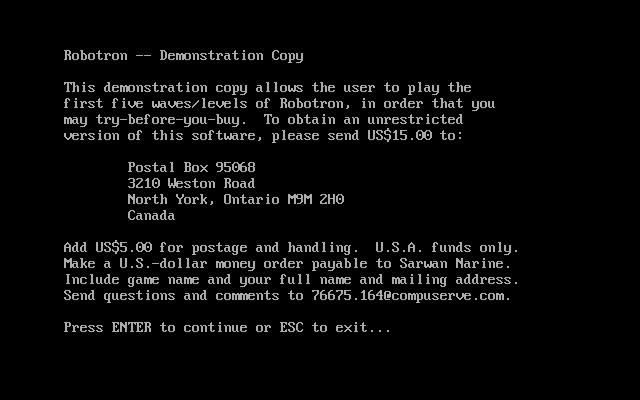 Robotron -- Demonstration Copy
This demonstration copy allows the user to play the
first five waves/levels of Robotron, in order that you
may try-before-you-buy.  To obtain an unrestricted
version of this software, please send US$15.00 to:
Postal Box 95068
3210 Weston Road
North York, Ontario M9M 2H0
Canada
Add US$5.00 for postage and handling.  U.S.A. funds only.
Make a U.S.-dollar money order payable to Sarwan Narine.
Include game name and your full name and mailing address.
Send questions and comments to 76675.164@compuserve.com.
Press ENTER to continue or ESC to exit...